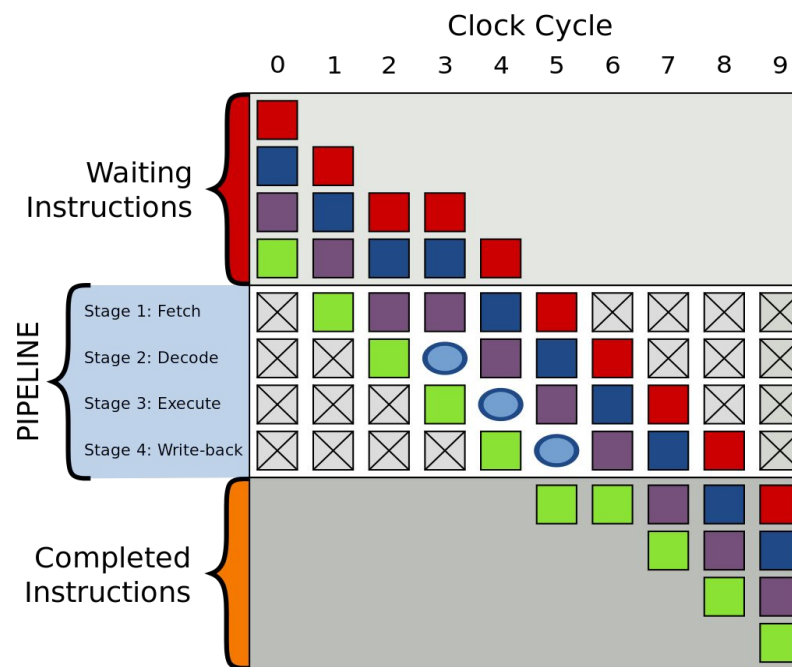 Clock Cycle
0 1 2 3 4 5 6 7 8 9
Waiting
Instructions
PIPELINE
Stage 1: Fetch
Stage 2: Decode
Stage 3: Execute
Stage 4: Write-back
Completed
Instructions